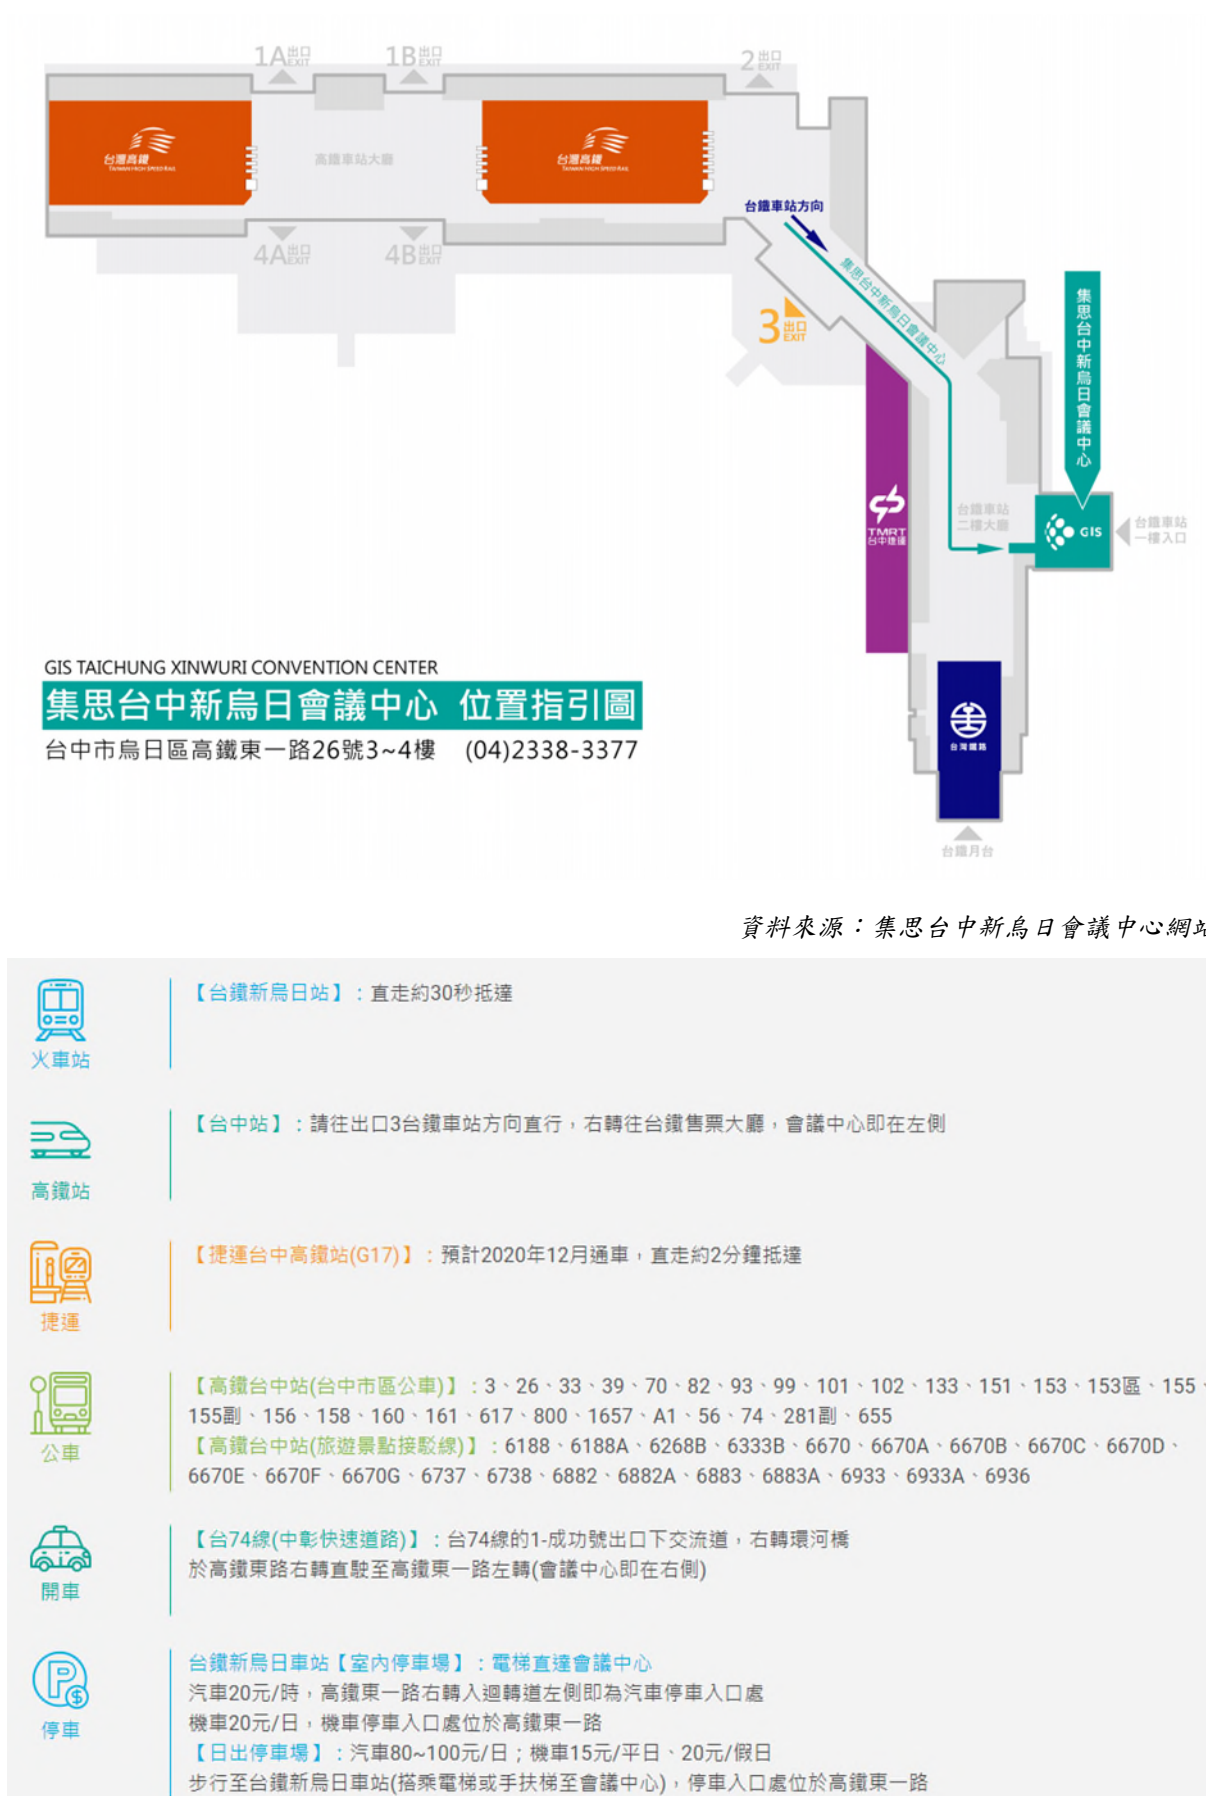 1A出口 EXIT
1B出口 EXIT
2出口 EXIT
台灣高鐵
TAIWAN HIGH SPEED RAIL
高鐵車站大廳
台灣高鐵
TAIWAN HIGH SPEED RAIL
台鐵車站方向
4A出口 EXIT
4B出口 EXIT
3出口 EXIT
集思台中新烏日會議中心
集思台中新烏日會議中心
TMRT
台中捷運
台鐵車站
二樓大廳
GIS
台鐵車站
一樓入口
台灣鐵路
台鐵月台
GIS TAICHUNG XINWURI CONVENTION CENTER
集思台中新烏日會議中心 位置指引圖
台中市烏日區高鐵東一路26號3~4樓 (04)2338-3377
資料來源：集思台中新烏日會議中心網站
火車站
【台鐵新烏日站】：直走約30秒抵達
高鐵站
【台中站】：請往出口3台鐵車站方向直行，右轉往台鐵售票大廳，會議中心即在左側
捷運
【捷運台中高鐵站(G17)】：預計2020年12月通車，直走約2分鐘抵達
公車
【高鐵台中站(台中市區公車)】：3、26、33、39、70、82、93、99、101、102、133、151、153、153區、155、
155副、156、158、160、161、617、800、1657、A1、56、74、281副、655
【高鐵台中站(旅遊景點接駁線)】：6188、6188A、6268B、6333B、6670、6670A、6670B、6670C、6670D、
6670E、6670F、6670G、6737、6738、6882、6882A、6883、6883A、6933、6933A、6936
開車
【台74線(中彰快速道路)】：台74線的1-成功號出口下交流道，右轉環河橋
於高鐵東路右轉直駛至高鐵東一路左轉(會議中心即在右側)
停車
台鐵新烏日車站【室內停車場】：電梯直達會議中心
汽車20元/時，高鐵東一路右轉入迴轉道左側即為汽車停車入口處
機車20元/日，機車停車入口處位於高鐵東一路
【日出停車場】：汽車80~100元/日；機車15元/平日、20元/假日
步行至台鐵新烏日車站(搭乘電梯或手扶梯至會議中心)，停車入口處位於高鐵東一路